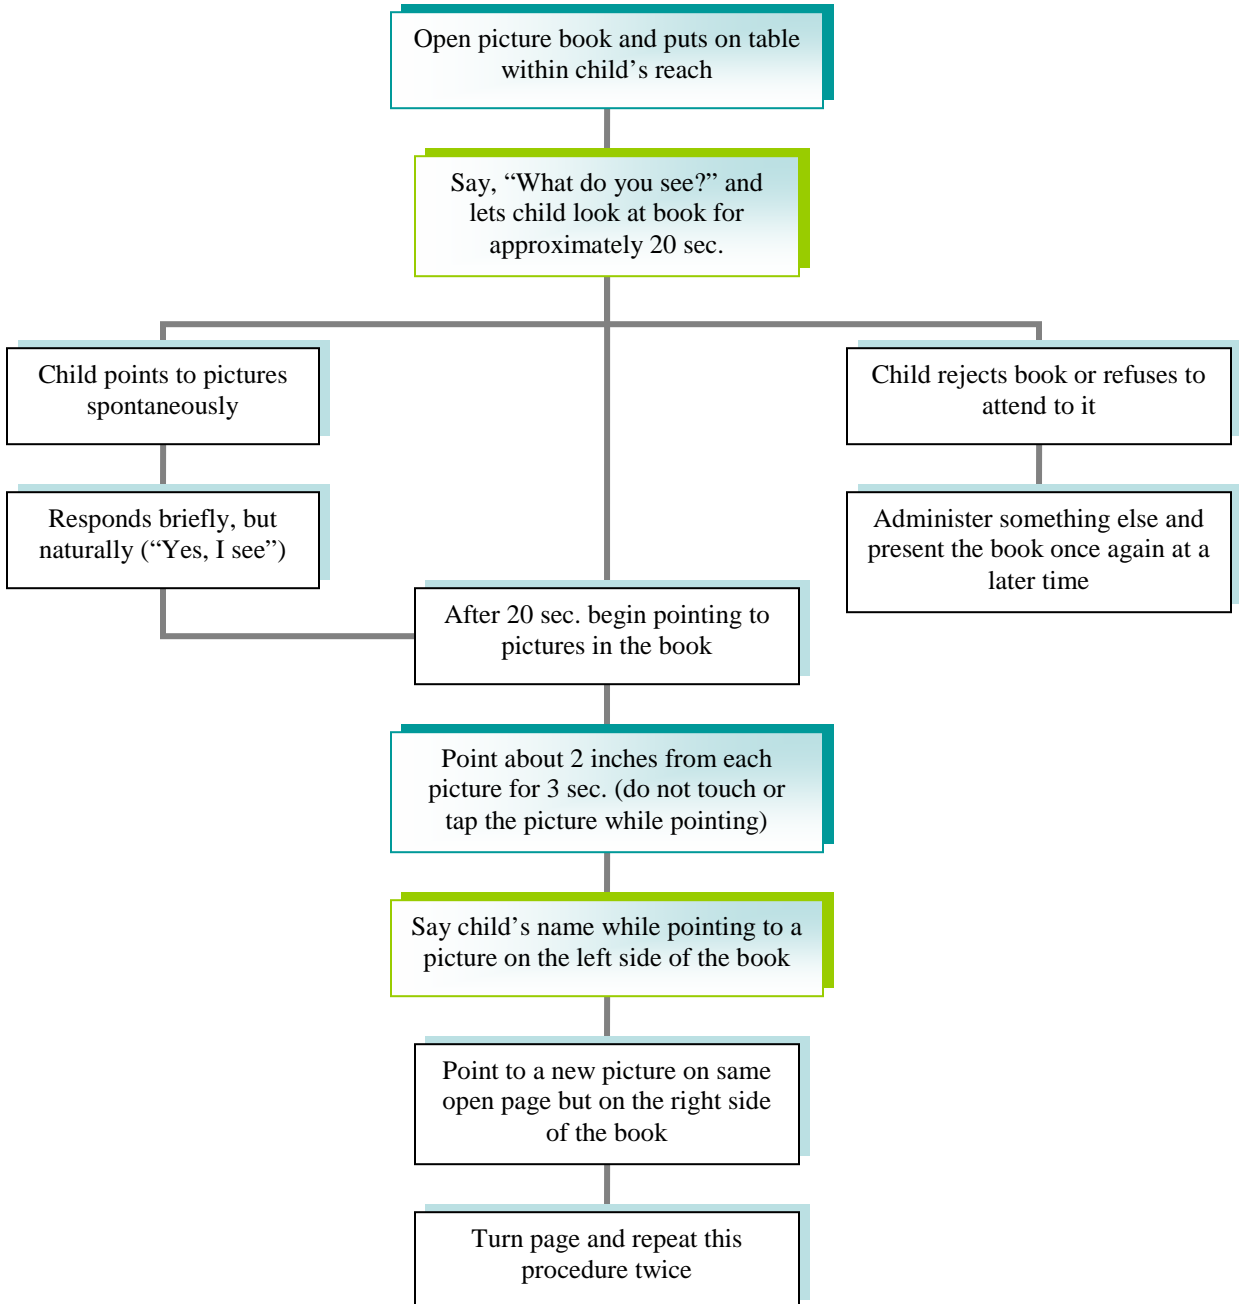 Open picture book and puts on table
within child’s reach
Say, “What do you see?” and
lets child look at book for
approximately 20 sec.
Child points to pictures
spontaneously
Child rejects book or refuses to
attend to it
Responds briefly, but
naturally (“Yes, I see”)
Administer something else and
present the book once again at a
later time
After 20 sec. begin pointing to
pictures in the book
Point about 2 inches from each
picture for 3 sec. (do not touch or
tap the picture while pointing)
Say child’s name while pointing to a
picture on the left side of the book
Point to a new picture on same
open page but on the right side
of the book
Turn page and repeat this
procedure twice